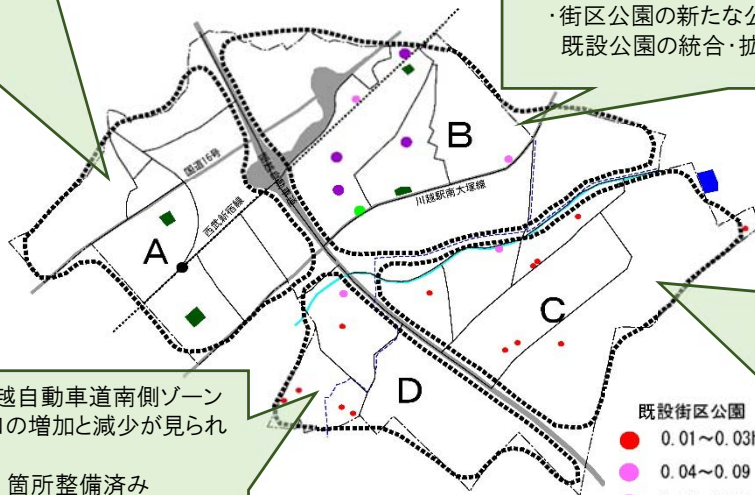 ・街区公園の新たな公
既設公園の統合・拡
国道16号
B
川越駅南大塚線
西武新宿線
A
C
D
越自動車道南側ゾーン
の増加と減少が見られ
箇所整備済み
既設街区公園
0.01～0.03h
0.04～0.09